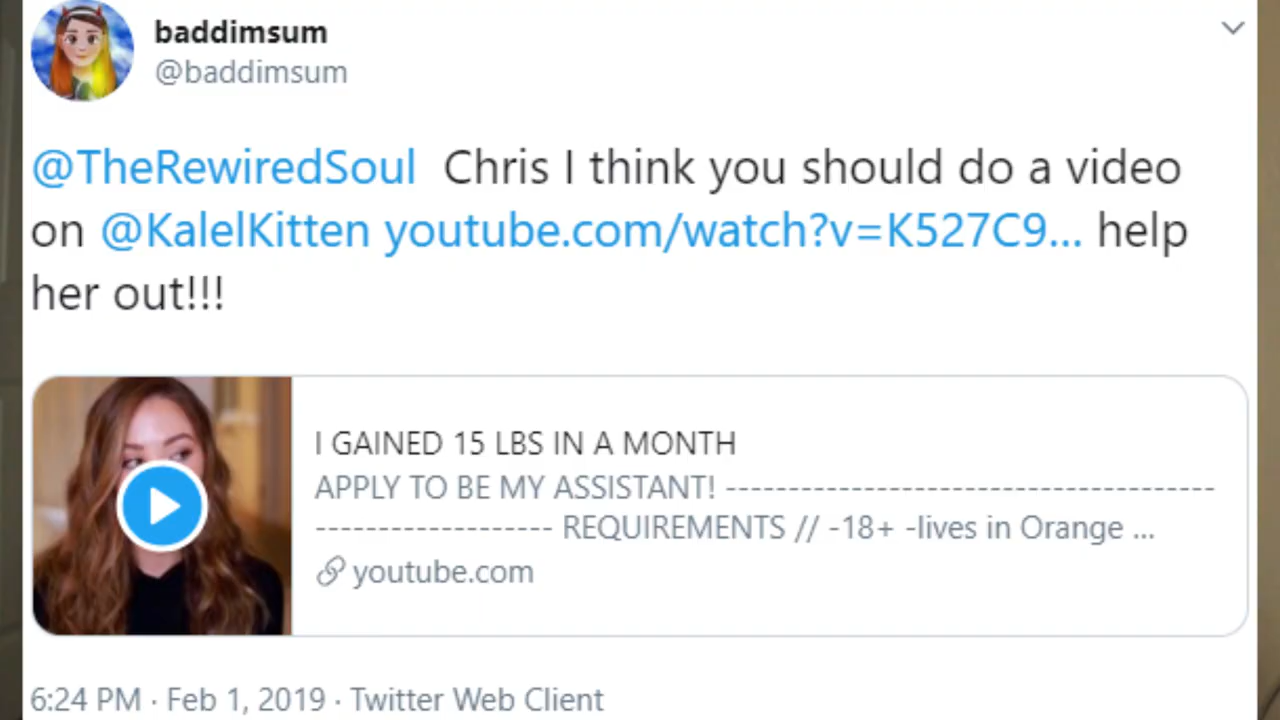 baddimsum
@baddimsum
@TheRewiredSoul Chris I think you should do a video
on @KalelKitten youtube.com/watch?v=K527C9... help
her out!!!
I GAINED 15 LBS IN A MONTH
APPLY TO BE MY ASSISTANT! ---------------------------------------
------------------- REQUIREMENTS // -18+ -lives in Orange ...
youtube.com
6:24 PM · Feb 1, 2019 · Twitter Web Client